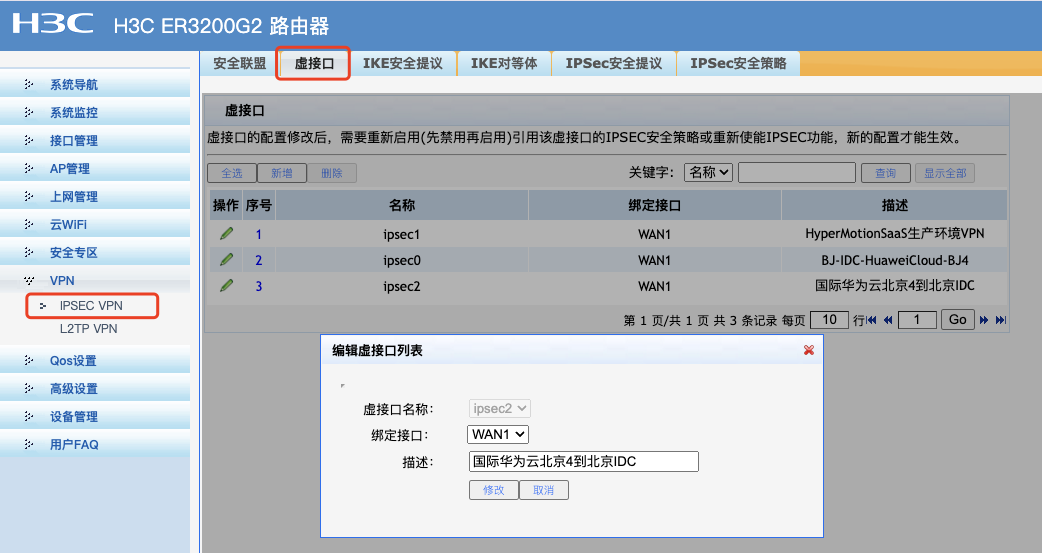 H3C H3C ER3200G2 路由器
安全联盟 虚接口 IKE安全提议 IKE对等体 IPSec安全提议 IPSec安全策略
系统导航
系统监控
接口管理
AP管理
上网管理
云WiFi
安全专区
VPN
IPSEC VPN
L2TP VPN
Qos设置
高级设置
设备管理
用户FAQ
虚接口
虚接口的配置修改后，需要重新启用(先禁用再启用)引用该虚接口的IPSEC安全策略或重新使能IPSEC功能，新的配置才能生效。
全选 新增 删除 关键字： 名称 查询 显示全部
操作 序号 名称 绑定接口 描述
1 ipsec1 WAN1 HyperMotionSaaS生产环境VPN
2 ipsec0 WAN1 BJ-IDC-HuaweiCloud-BJ4
3 ipsec2 WAN1 国际华为云北京4到北京IDC
第 1 页/共 1 页 共 3 条记录 每页 10 行 1 Go
编辑虚接口列表
虚接口名称： ipsec2
绑定接口： WAN1
描述： 国际华为云北京4到北京IDC
修改 取消